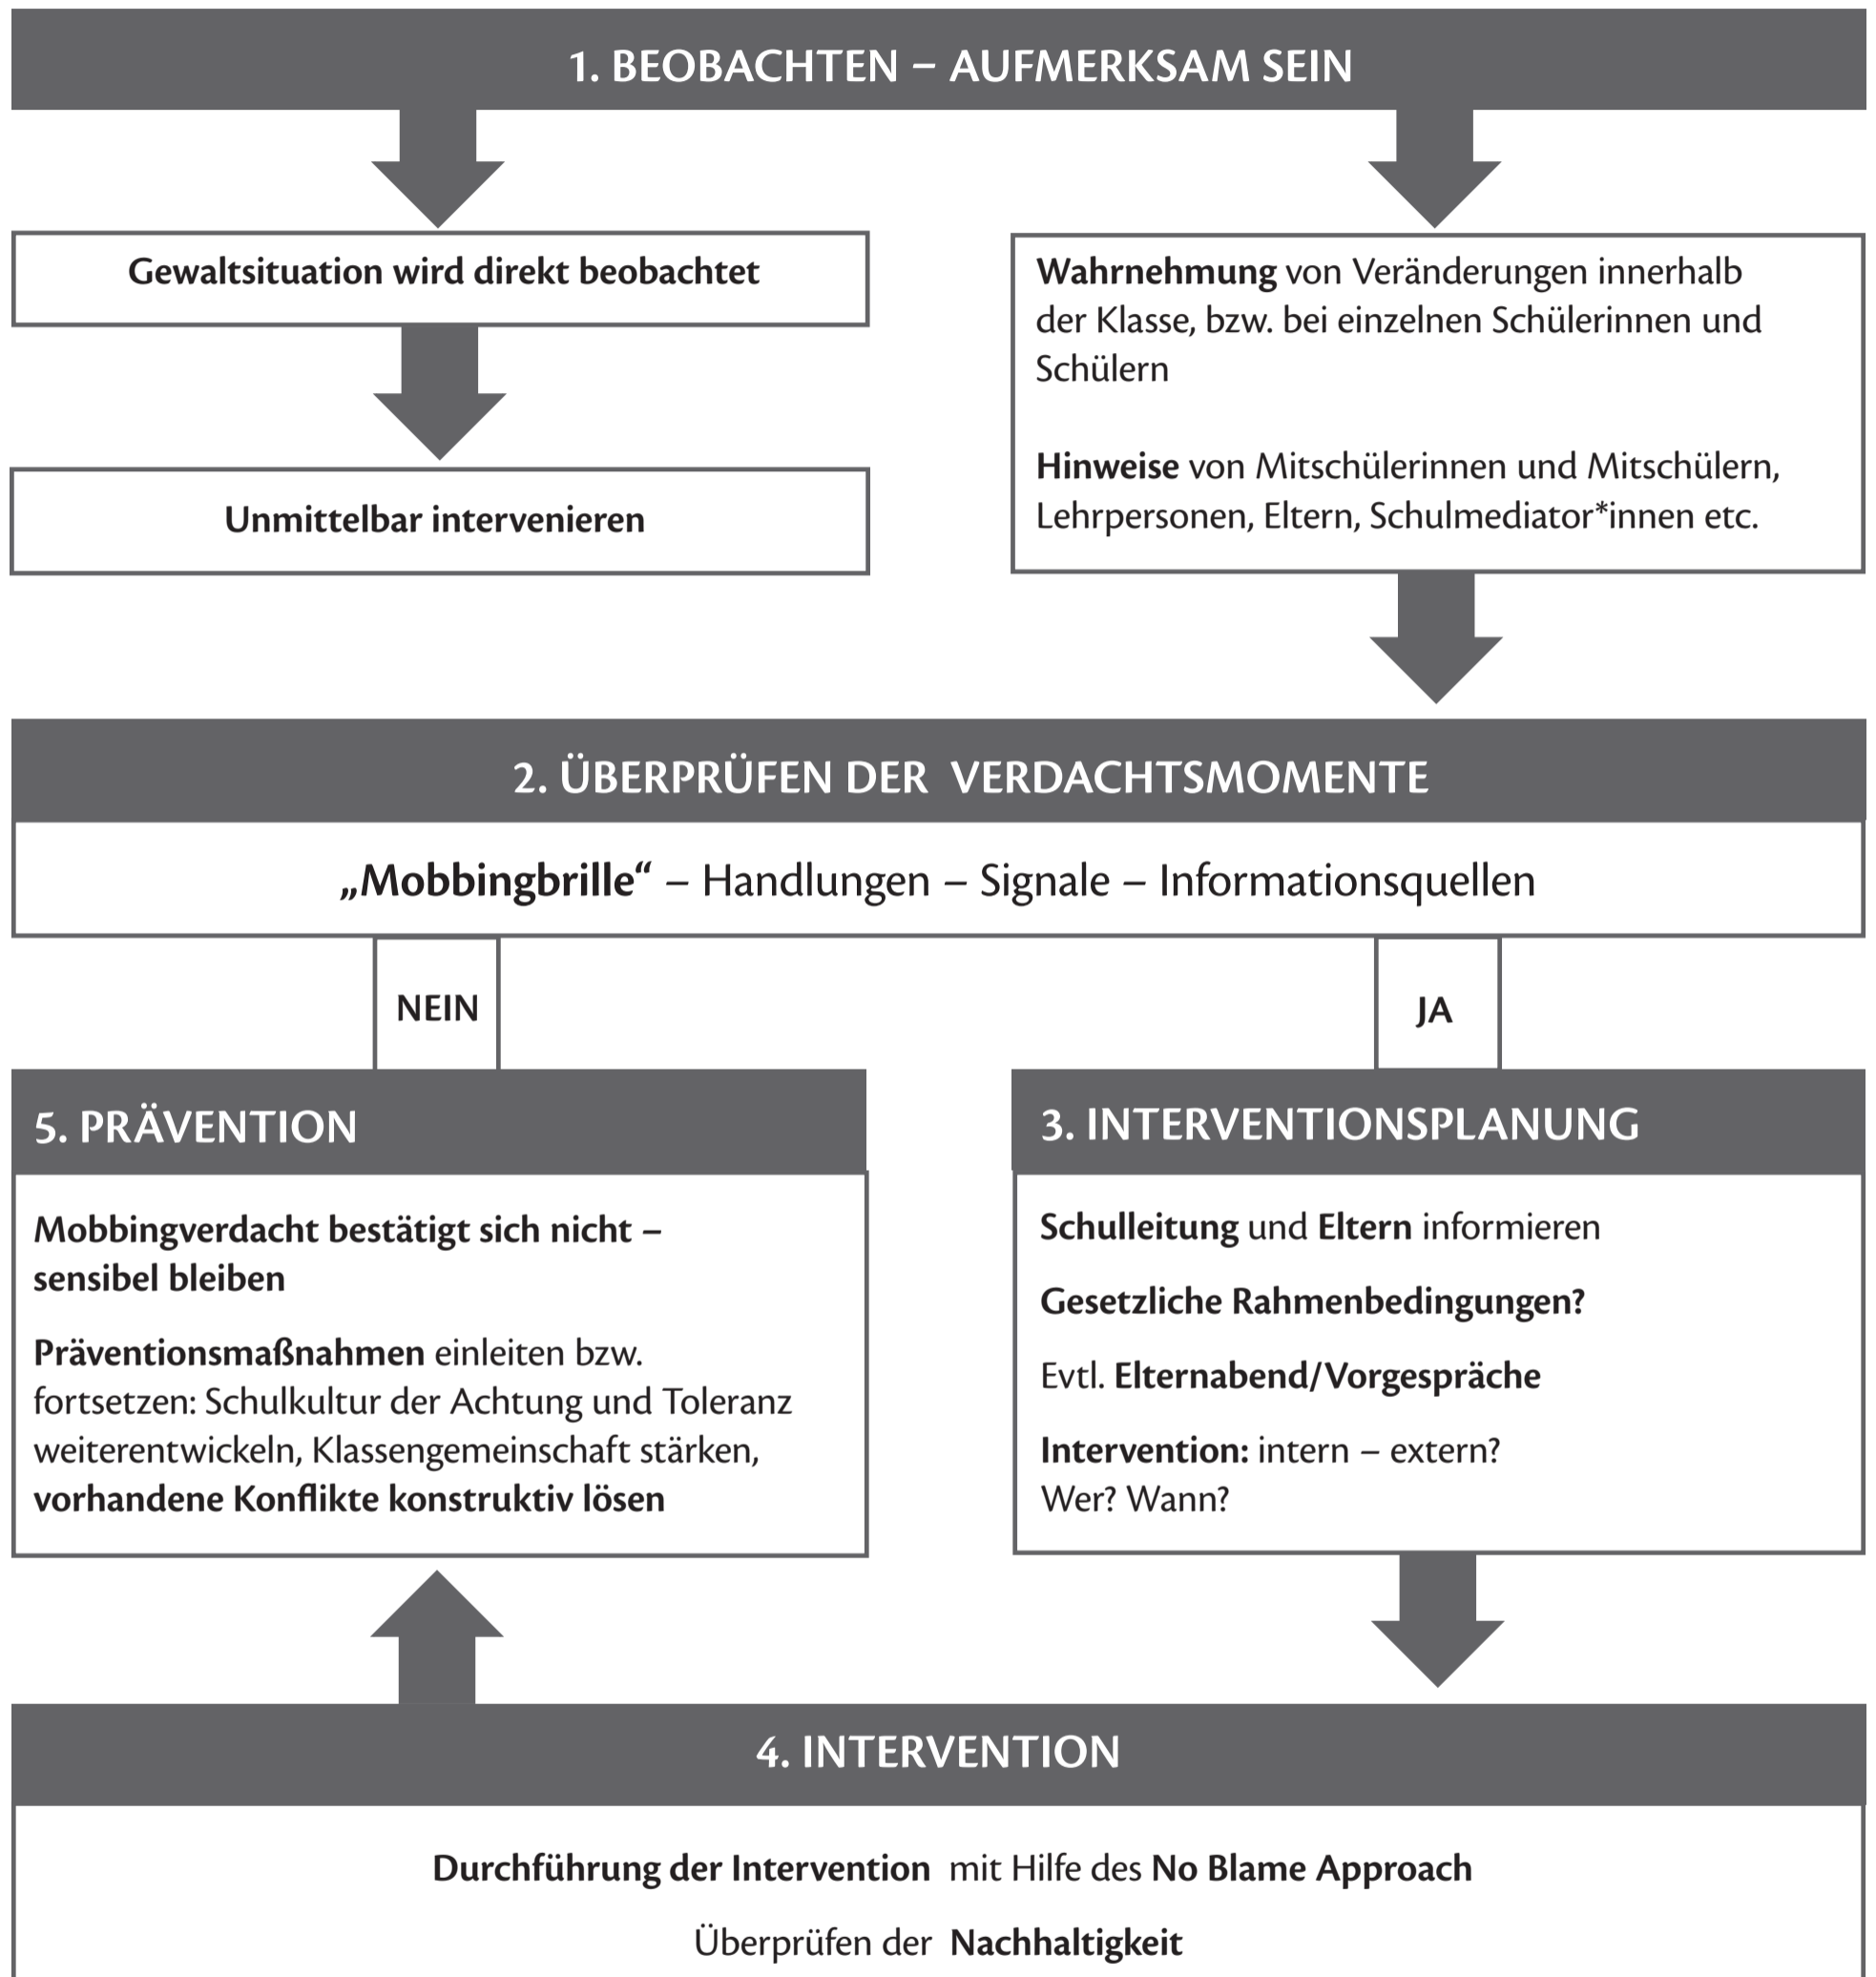 1. BEOBACHTEN – AUFMERKSAM SEIN
Gewaltsituation wird direkt beobachtet
Unmittelbar intervenieren
Wahrnehmung von Veränderungen innerhalb
der Klasse, bzw. bei einzelnen Schülerinnen und
Schülern
Hinweise von Mitschülerinnen und Mitschülern,
Lehrpersonen, Eltern, Schulmediator*innen etc.
2. ÜBERPRÜFEN DER VERDACHTSMOMENTE
„Mobbingbrille“ – Handlungen – Signale – Informationsquellen
NEIN
JA
5. PRÄVENTION
Mobbingverdacht bestätigt sich nicht –
sensibel bleiben
Präventionsmaßnahmen einleiten bzw.
fortsetzen: Schulkultur der Achtung und Toleranz
weiterentwickeln, Klassengemeinschaft stärken,
vorhandene Konflikte konstruktiv lösen
3. INTERVENTIONSPLANUNG
Schulleitung und Eltern informieren
Gesetzliche Rahmenbedingungen?
Evtl. Elternabend/Vorgespräche
Intervention: intern – extern?
Wer? Wann?
4. INTERVENTION
Durchführung der Intervention mit Hilfe des No Blame Approach
Überprüfen der Nachhaltigkeit